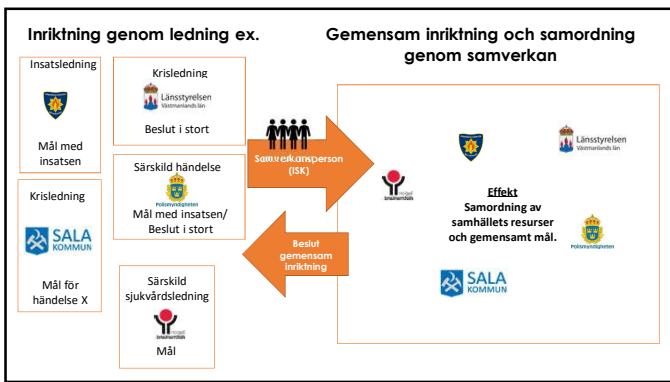 Inriktning genom ledning ex.
Gemensam inriktning och samordning
genom samverkan
Insatsledning
Mål med
insatsen
Krisledning
Länsstyrelsen
Västmanlands län
Beslut i stort
Särskild händelse
Polismyndigheten
Mål med insatsen/
Beslut i stort
Krisledning
SALA
KOMMUN
Mål för
händelse X
Särskild
sjukvårdsledning
Mål
Samverkansperson
(ISK)
Beslut
gemensam
inriktning
Länsstyrelsen
Västmanlands län
Effekt
Samordning av
samhällets resurser
och gemensamt mål.
Polismyndigheten
SALA
KOMMUN